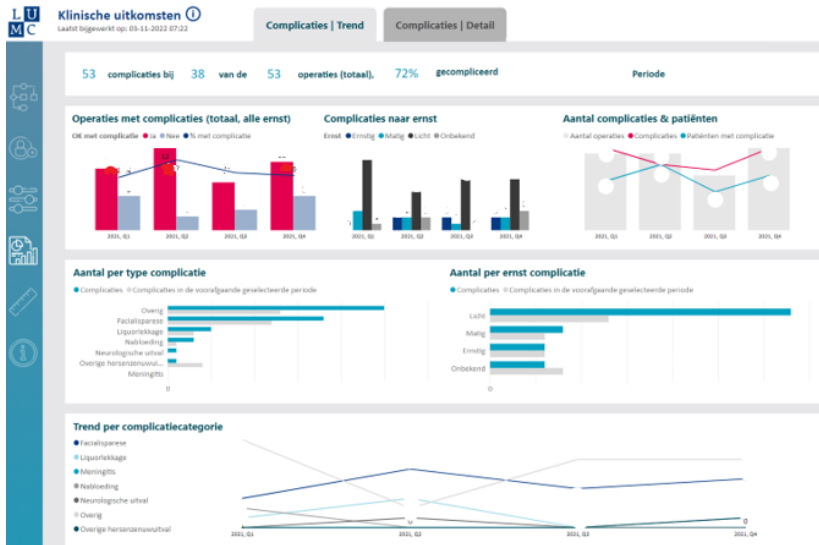 LU
MC
Klinische uitkomsten
Laatst bijgewerkt op: 03-11-2022 07:22
Complicaties | Trend
Complicaties | Detail
53 complicaties bij 38 van de 53 operaties (totaal), 72% gecompliceerd
Periode
Operaties met complicaties (totaal, alle ernst)
OK met complicatie Ja Nee % met complicatie
2021, Q1 2021, Q2 2021, Q3 2021, Q4
Complicaties naar ernst
Ernst Ernstig Matig Licht Onbekend
2021, Q1 2021, Q2 2021, Q3 2021, Q4
Aantal complicaties & patiënten
Aantal operaties Complicaties Patiënten met complicatie
2021, Q1 2021, Q2 2021, Q3 2021, Q4
Aantal per type complicatie
Complicaties Complicaties in de voorafgaande geselecteerde periode
Overig
Facialisparese
Liquorlekkage
Nabloeding
Neurologische uitval
Overige hersenzenuwui...
Meningitis
0
Aantal per ernst complicatie
Complicaties Complicaties in de voorafgaande geselecteerde periode
Licht
Matig
Ernstig
Onbekend
0
Trend per complicatiecategorie
Facialisparese
Liquorlekkage
Meningitis
Nabloeding
Neurologische uitval
Overig
Overige hersenzenuwuitval
0
2021, Q1 2021, Q2 2021, Q3 2021, Q4